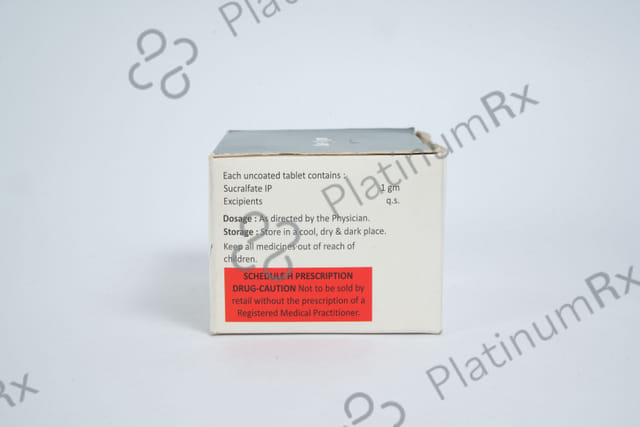 PlatinumRx
Each uncoated tablet contains :
Sucralfate IP 1 gm
Excipients q.s.
Dosage : As directed by the Physician.
Storage : Store in a cool, dry & dark place.
Keep all medicines out of reach of
children.
SCHEDULE H PRESCRIPTION
DRUG-CAUTION Not to be sold by
retail without the prescription of a
Registered Medical Practitioner.
PlatinumRx
Rx